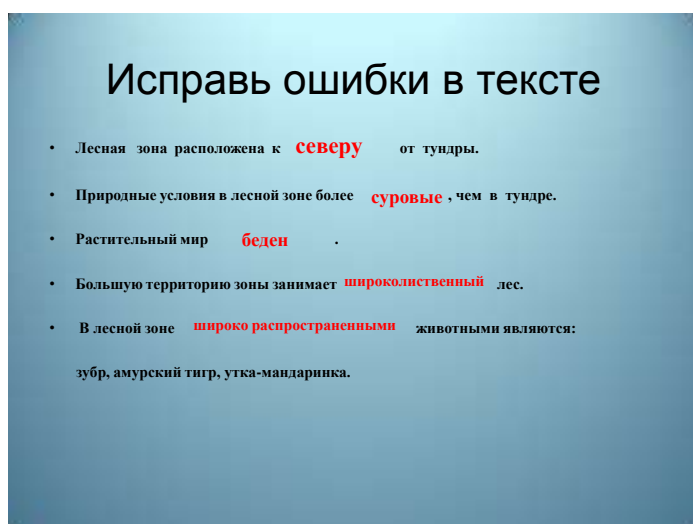 Исправь ошибки в тексте
• Лесная зона расположена к северу от тундры.
• Природные условия в лесной зоне более суровые , чем в тундре.
• Растительный мир беден .
• Большую территорию зоны занимает широколиственный лес.
• В лесной зоне широко распространенными животными являются:
зубр, амурский тигр, утка-мандаринка.